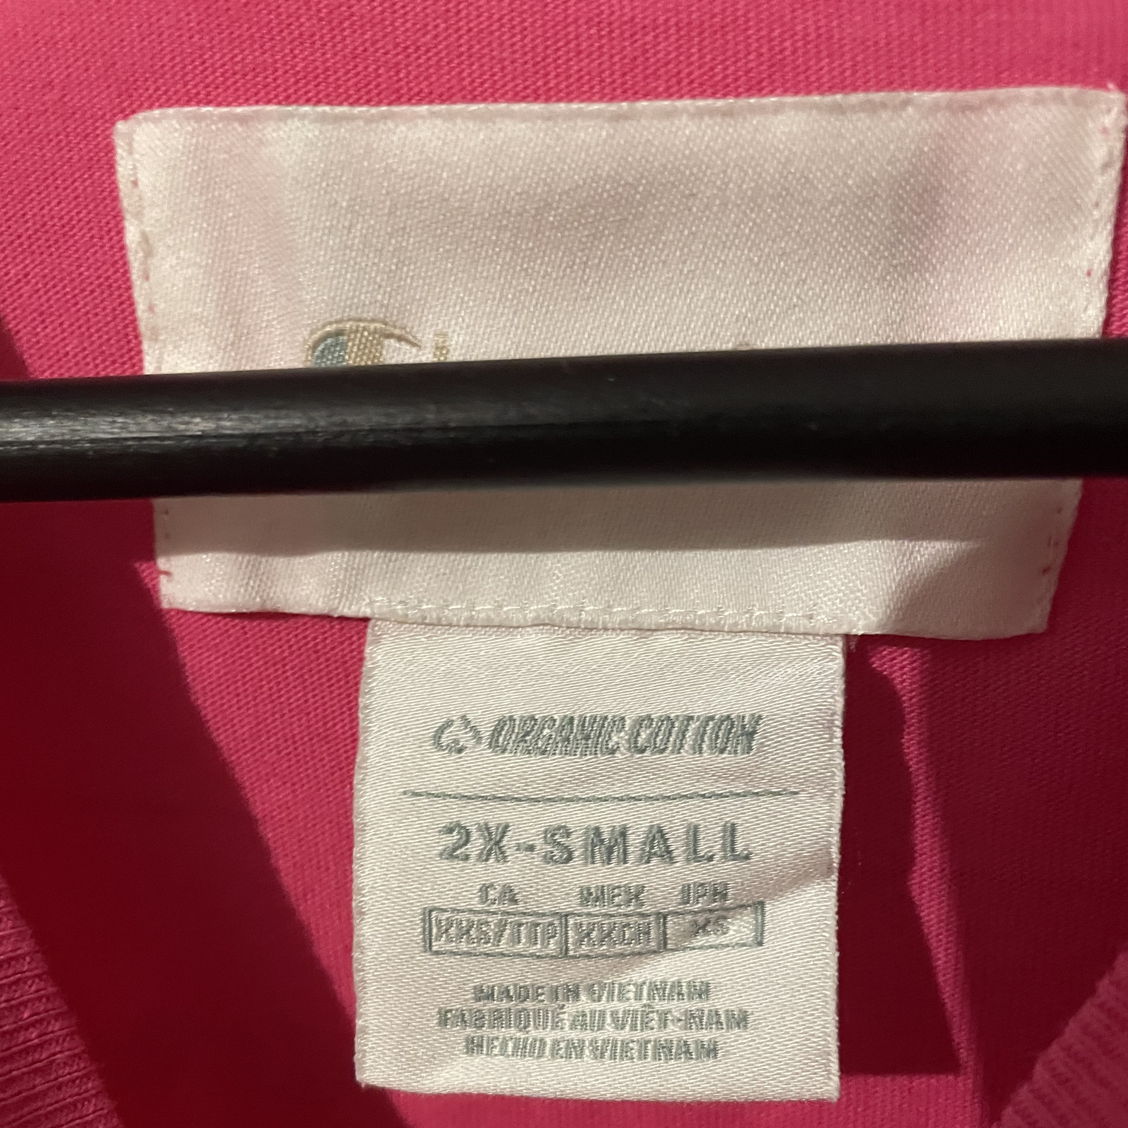 ORGANIC COTTON
2X-SMALL
CA MEX JPN
XXS/TTP XXCH XS
MADE IN VIETNAM
FABRIQUÉ AU VIÊT-NAM
HECHO EN VIETNAM